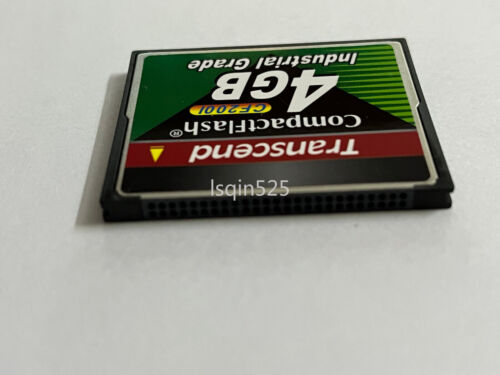 Transcend
CompactFlash®
CF200I
4GB
Industrial Grade
lsqin525